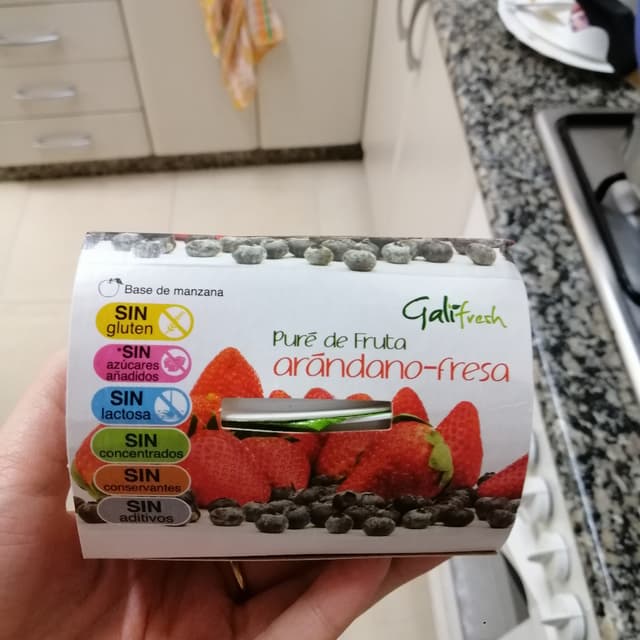 Base de manzana
SIN
gluten
*SIN
azúcares
añadidos
SIN
lactosa
SIN
concentrados
SIN
conservantes
SIN
aditivos
Galifresh
Puré de Fruta
arándano-fresa